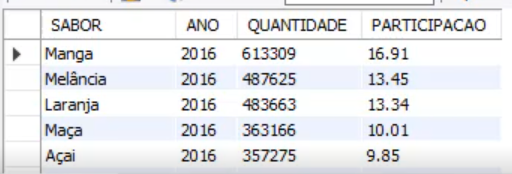 SABOR ANO QUANTIDADE PARTICIPACAO
Manga 2016 613309 16.91
Melância 2016 487625 13.45
Laranja 2016 483663 13.34
Maça 2016 363166 10.01
Açai 2016 357275 9.85